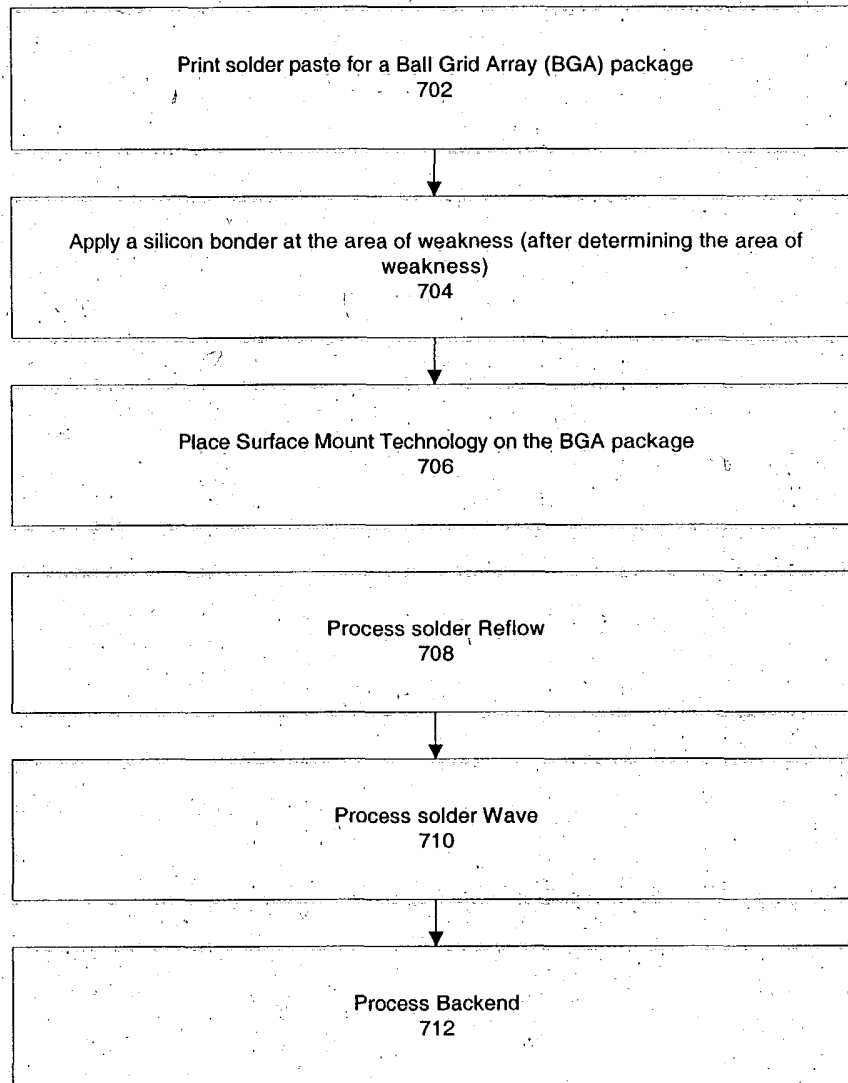 Print solder paste for a Ball Grid Array (BGA) package
702
Apply a silicon bonder at the area of weakness (after determining the area of
weakness)
704
Place Surface Mount Technology on the BGA package
706
Process solder Reflow
708
Process solder Wave
710
Process Backend
712